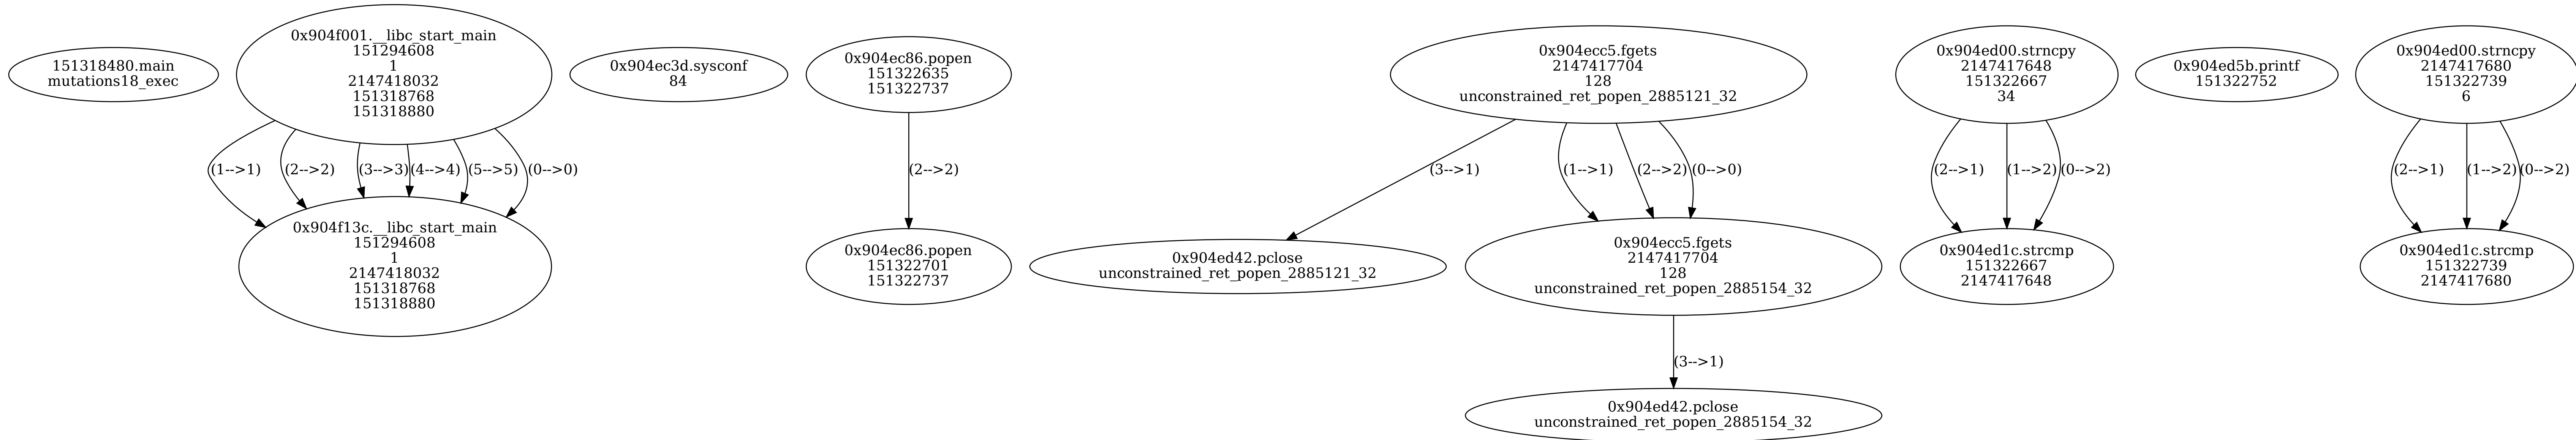 151318480.main
mutations18_exec
0x904f001.__libc_start_main
151294608
1
2147418032
151318768
151318880
0x904ec3d.sysconf
84
0x904ec86.popen
151322635
151322737
0x904ecc5.fgets
2147417704
128
unconstrained_ret_popen_2885121_32
0x904ed00.strncpy
2147417648
151322667
34
0x904ed5b.printf
151322752
0x904ed00.strncpy
2147417680
151322739
6
(1-->1)
(2-->2)
(3-->3)
(4-->4)
(5-->5)
(0-->0)
(2-->2)
(3-->1)
(1-->1)
(2-->2)
(0-->0)
(2-->1)
(1-->2)
(0-->2)
(2-->1)
(1-->2)
(0-->2)
0x904f13c.__libc_start_main
151294608
1
2147418032
151318768
151318880
0x904ec86.popen
151322701
151322737
0x904ed42.pclose
unconstrained_ret_popen_2885121_32
0x904ecc5.fgets
2147417704
128
unconstrained_ret_popen_2885154_32
0x904ed1c.strcmp
151322667
2147417648
0x904ed1c.strcmp
151322739
2147417680
(3-->1)
0x904ed42.pclose
unconstrained_ret_popen_2885154_32